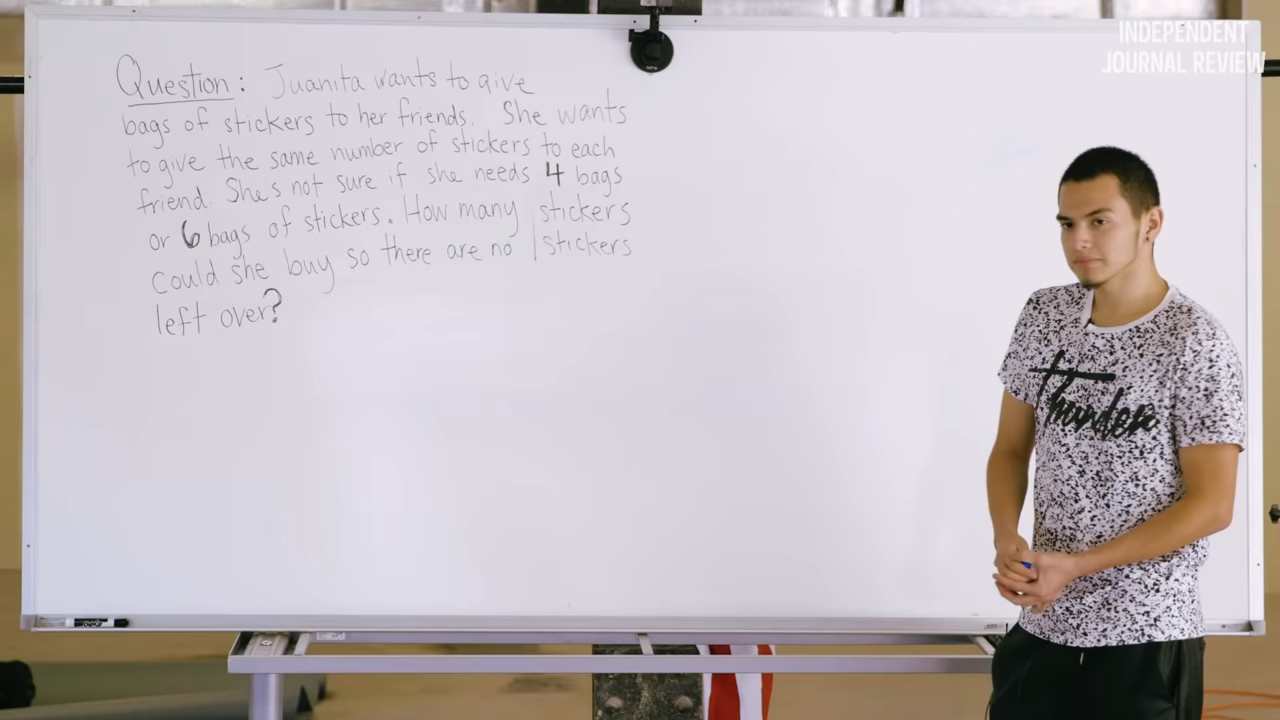 Question: Juanita wants to give
bags of stickers to her friends. She wants
to give the same number of stickers to each
friend. She's not sure if she needs 4 bags
or 6 bags of stickers. How many stickers
could she buy so there are no stickers
left over?
INDEPENDENT
JOURNAL REVIEW
Thunder